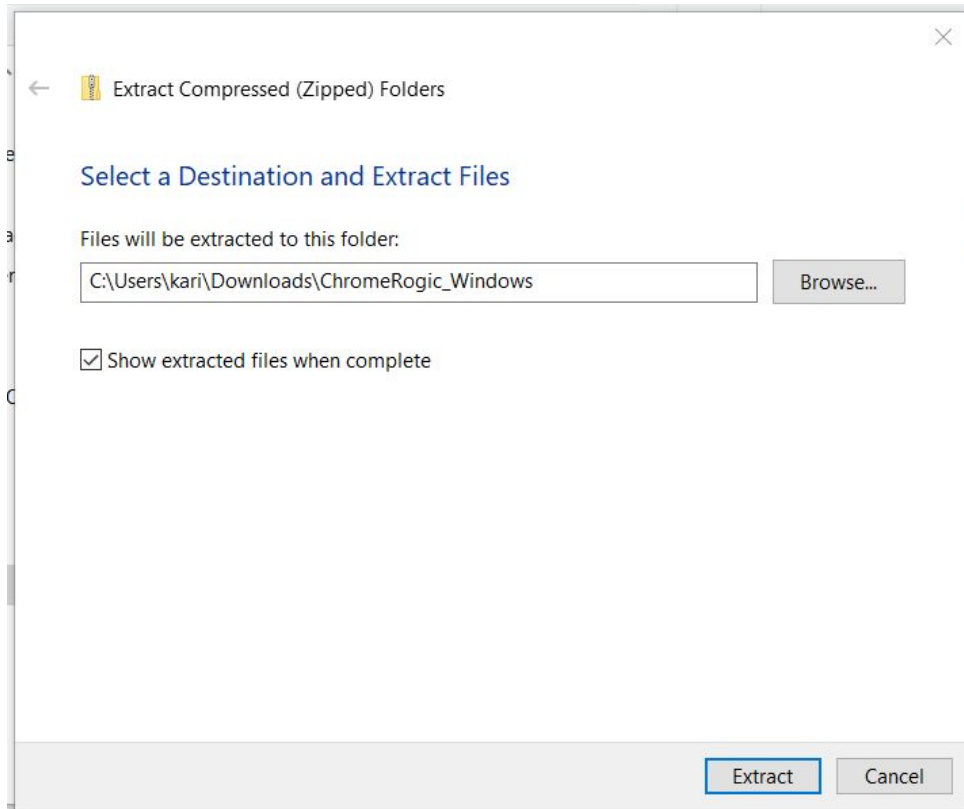 Extract Compressed (Zipped) Folders
Select a Destination and Extract Files
Files will be extracted to this folder:
C:\Users\kari\Downloads\ChromeRogic_Windows
Browse...
Show extracted files when complete
Extract
Cancel